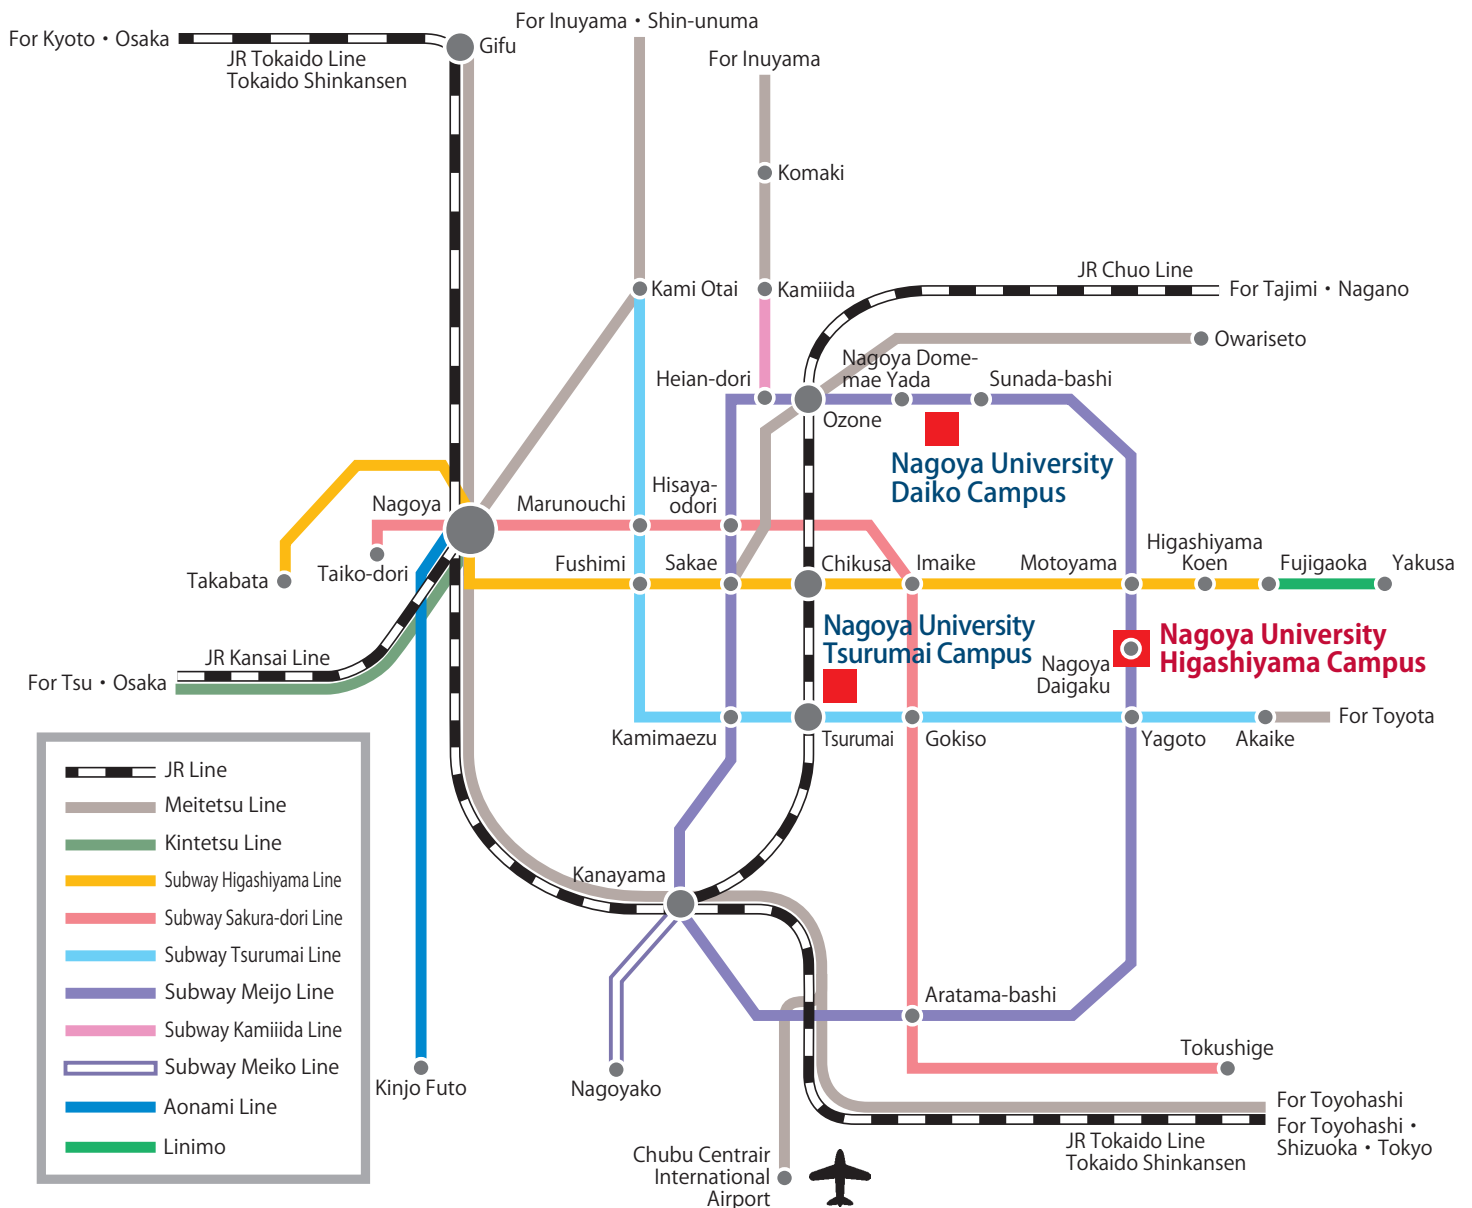 For Inuyama・Shin-unuma
For Kyoto・Osaka
Gifu
JR Tokaido Line
Tokaido Shinkansen
For Inuyama
Komaki
Kami Otai
Kamiiida
JR Chuo Line
For Tajimi・Nagano
Owariseto
Nagoya Dome-
mae Yada
Heian-dori
Sunada-bashi
Ozone
Nagoya University
Daiko Campus
Nagoya
Marunouchi
Hisaya-
odori
Takabata
Taiko-dori
Fushimi
Sakae
Chikusa
Imaike
Motoyama
Higashiyama
Koen
Fujigaoka
Yakusa
Nagoya University
Tsurumai Campus
Nagoya University
Higashiyama Campus
Nagoya
Daigaku
JR Kansai Line
For Tsu・Osaka
Kamimaezu
Tsurumai
Gokiso
Yagoto
Akaike
For Toyota
JR Line
Meitetsu Line
Kintetsu Line
Subway Higashiyama Line
Subway Sakura-dori Line
Subway Tsurumai Line
Subway Meijo Line
Subway Kamiiida Line
Subway Meiko Line
Aonami Line
Linimo
Kanayama
Aratama-bashi
Kinjo Futo
Nagoyako
Tokushige
For Toyohashi
For Toyohashi・
Shizuoka・Tokyo
JR Tokaido Line
Tokaido Shinkansen
Chubu Centrair
International
Airport